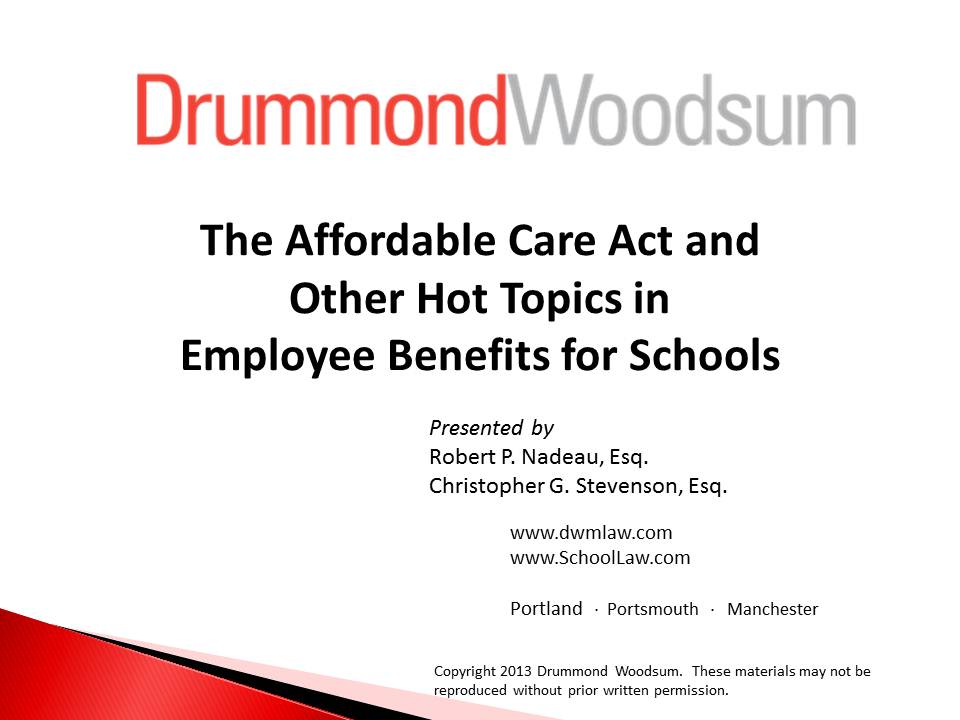 DrummondWoodsum
The Affordable Care Act and
Other Hot Topics in
Employee Benefits for Schools
Presented by
Robert P. Nadeau, Esq.
Christopher G. Stevenson, Esq.
www.dwmlaw.com
www.SchoolLaw.com
Portland · Portsmouth · Manchester
Copyright 2013 Drummond Woodsum. These materials may not be
reproduced without prior written permission.